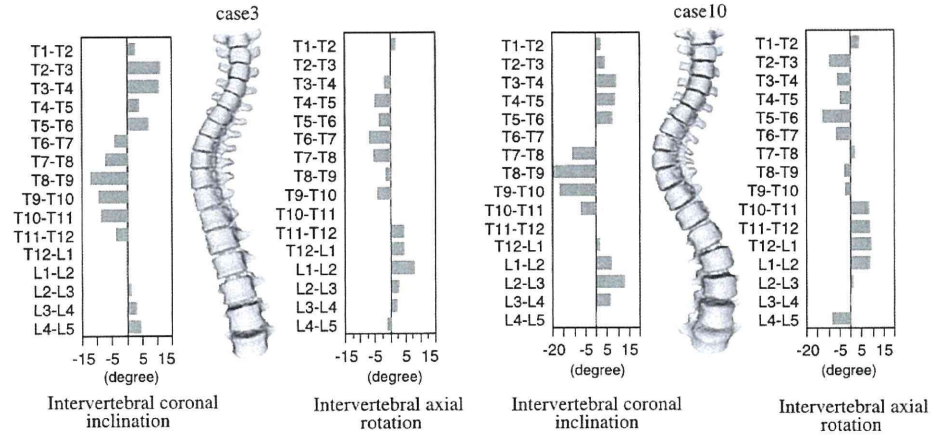 case3
T1-T2
T2-T3
T3-T4
T4-T5
T5-T6
T6-T7
T7-T8
T8-T9
T9-T10
T10-T11
T11-T12
T12-L1
L1-L2
L2-L3
L3-L4
L4-L5
-15 -5 5 15
(degree)
Intervertebral coronal
inclination
T1-T2
T2-T3
T3-T4
T4-T5
T5-T6
T6-T7
T7-T8
T8-T9
T9-T10
T10-T11
T11-T12
T12-L1
L1-L2
L2-L3
L3-L4
L4-L5
-15 -5 5 15
(degree)
Intervertebral axial
rotation
case10
T1-T2
T2-T3
T3-T4
T4-T5
T5-T6
T6-T7
T7-T8
T8-T9
T9-T10
T10-T11
T11-T12
T12-L1
L1-L2
L2-L3
L3-L4
L4-L5
-20 -10 5 15
(degree)
Intervertebral coronal
inclination
T1-T2
T2-T3
T3-T4
T4-T5
T5-T6
T6-T7
T7-T8
T8-T9
T9-T10
T10-T11
T11-T12
T12-L1
L1-L2
L2-L3
L3-L4
L4-L5
-15 -5 5 15
(degree)
Intervertebral axial
rotation